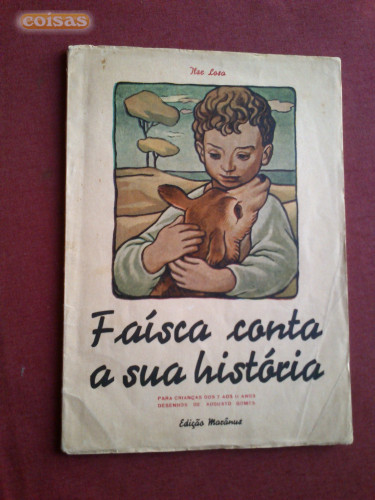 coisas
Ilse Losa
Faísca conta
a sua história
PARA CRIANÇAS DOS 7 AOS 11 ANOS
DESENHOS DE AUGUSTO GOMES
Edição Marânus